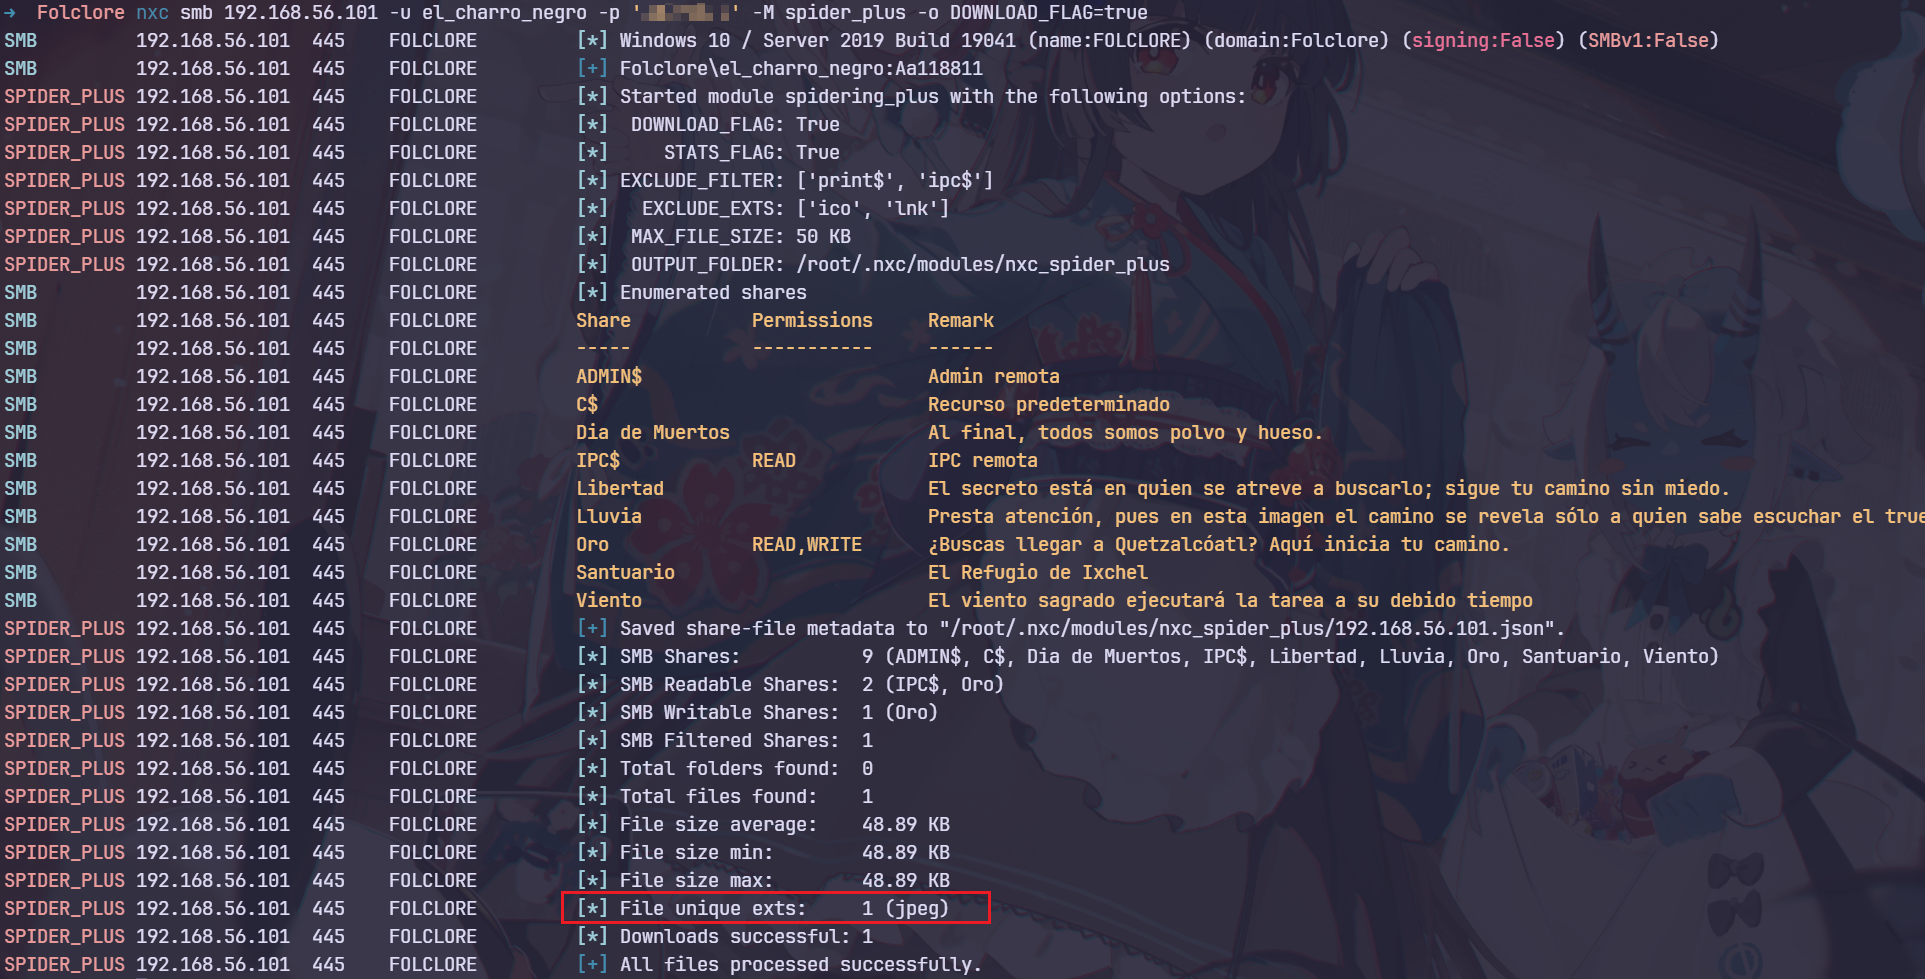 → Folclore nxc smb 192.168.56.101 -u el_charro_negro -p '' -M spider_plus -o DOWNLOAD_FLAG=true
SMB 192.168.56.101 445 FOLCLORE [*] Windows 10 / Server 2019 Build 19041 (name:FOLCLORE) (domain:Folclore) (signing:False) (SMBv1:False)
SMB 192.168.56.101 445 FOLCLORE [+] Folclore\el_charro_negro:Aa118811
SPIDER_PLUS 192.168.56.101 445 FOLCLORE [*] Started module spidering_plus with the following options:
SPIDER_PLUS 192.168.56.101 445 FOLCLORE [*] DOWNLOAD_FLAG: True
SPIDER_PLUS 192.168.56.101 445 FOLCLORE [*] STATS_FLAG: True
SPIDER_PLUS 192.168.56.101 445 FOLCLORE [*] EXCLUDE_FILTER: ['print$', 'ipc$']
SPIDER_PLUS 192.168.56.101 445 FOLCLORE [*] EXCLUDE_EXTS: ['ico', 'lnk']
SPIDER_PLUS 192.168.56.101 445 FOLCLORE [*] MAX_FILE_SIZE: 50 KB
SPIDER_PLUS 192.168.56.101 445 FOLCLORE [*] OUTPUT_FOLDER: /root/.nxc/modules/nxc_spider_plus
SMB 192.168.56.101 445 FOLCLORE [*] Enumerated shares
SMB 192.168.56.101 445 FOLCLORE Share Permissions Remark
SMB 192.168.56.101 445 FOLCLORE ----- ----------- ------
SMB 192.168.56.101 445 FOLCLORE ADMIN$ Admin remota
SMB 192.168.56.101 445 FOLCLORE C$ Recurso predeterminado
SMB 192.168.56.101 445 FOLCLORE Dia de Muertos Al final, todos somos polvo y hueso.
SMB 192.168.56.101 445 FOLCLORE IPC$ READ IPC remota
SMB 192.168.56.101 445 FOLCLORE Libertad El secreto está en quien se atreve a buscarlo; sigue tu camino sin miedo.
SMB 192.168.56.101 445 FOLCLORE Lluvia Presta atención, pues en esta imagen el camino se revela sólo a quien sabe escuchar el true
SMB 192.168.56.101 445 FOLCLORE Oro READ,WRITE ¿Buscas llegar a Quetzalcóatl? Aquí inicia tu camino.
SMB 192.168.56.101 445 FOLCLORE Santuario El Refugio de Ixchel
SMB 192.168.56.101 445 FOLCLORE Viento El viento sagrado ejecutará la tarea a su debido tiempo
SPIDER_PLUS 192.168.56.101 445 FOLCLORE [+] Saved share-file metadata to "/root/.nxc/modules/nxc_spider_plus/192.168.56.101.json".
SPIDER_PLUS 192.168.56.101 445 FOLCLORE [*] SMB Shares: 9 (ADMIN$, C$, Dia de Muertos, IPC$, Libertad, Lluvia, Oro, Santuario, Viento)
SPIDER_PLUS 192.168.56.101 445 FOLCLORE [*] SMB Readable Shares: 2 (IPC$, Oro)
SPIDER_PLUS 192.168.56.101 445 FOLCLORE [*] SMB Writable Shares: 1 (Oro)
SPIDER_PLUS 192.168.56.101 445 FOLCLORE [*] SMB Filtered Shares: 1
SPIDER_PLUS 192.168.56.101 445 FOLCLORE [*] Total folders found: 0
SPIDER_PLUS 192.168.56.101 445 FOLCLORE [*] Total files found: 1
SPIDER_PLUS 192.168.56.101 445 FOLCLORE [*] File size average: 48.89 KB
SPIDER_PLUS 192.168.56.101 445 FOLCLORE [*] File size min: 48.89 KB
SPIDER_PLUS 192.168.56.101 445 FOLCLORE [*] File size max: 48.89 KB
SPIDER_PLUS 192.168.56.101 445 FOLCLORE [*] File unique exts: 1 (jpeg)
SPIDER_PLUS 192.168.56.101 445 FOLCLORE [*] Downloads successful: 1
SPIDER_PLUS 192.168.56.101 445 FOLCLORE [+] All files processed successfully.